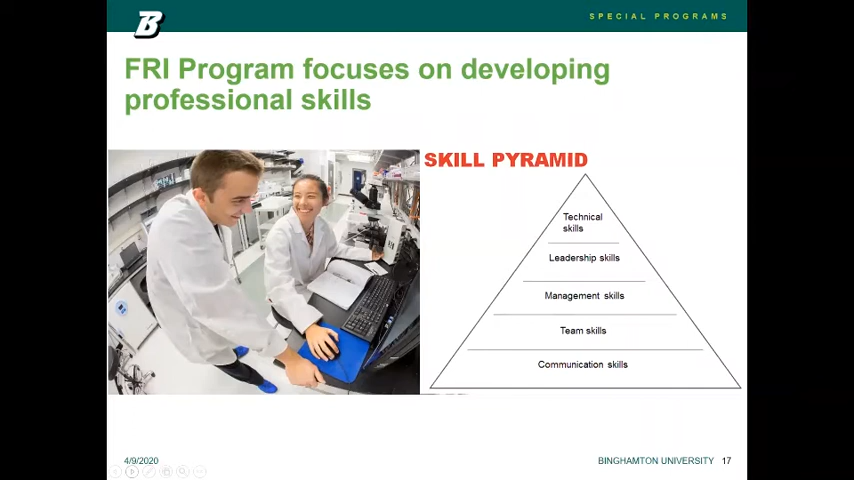 B
SPECIAL PROGRAMS
FRI Program focuses on developing
professional skills
SKILL PYRAMID
Technical
skills
Leadership skills
Management skills
Team skills
Communication skills
4/9/2020
BINGHAMTON UNIVERSITY 17